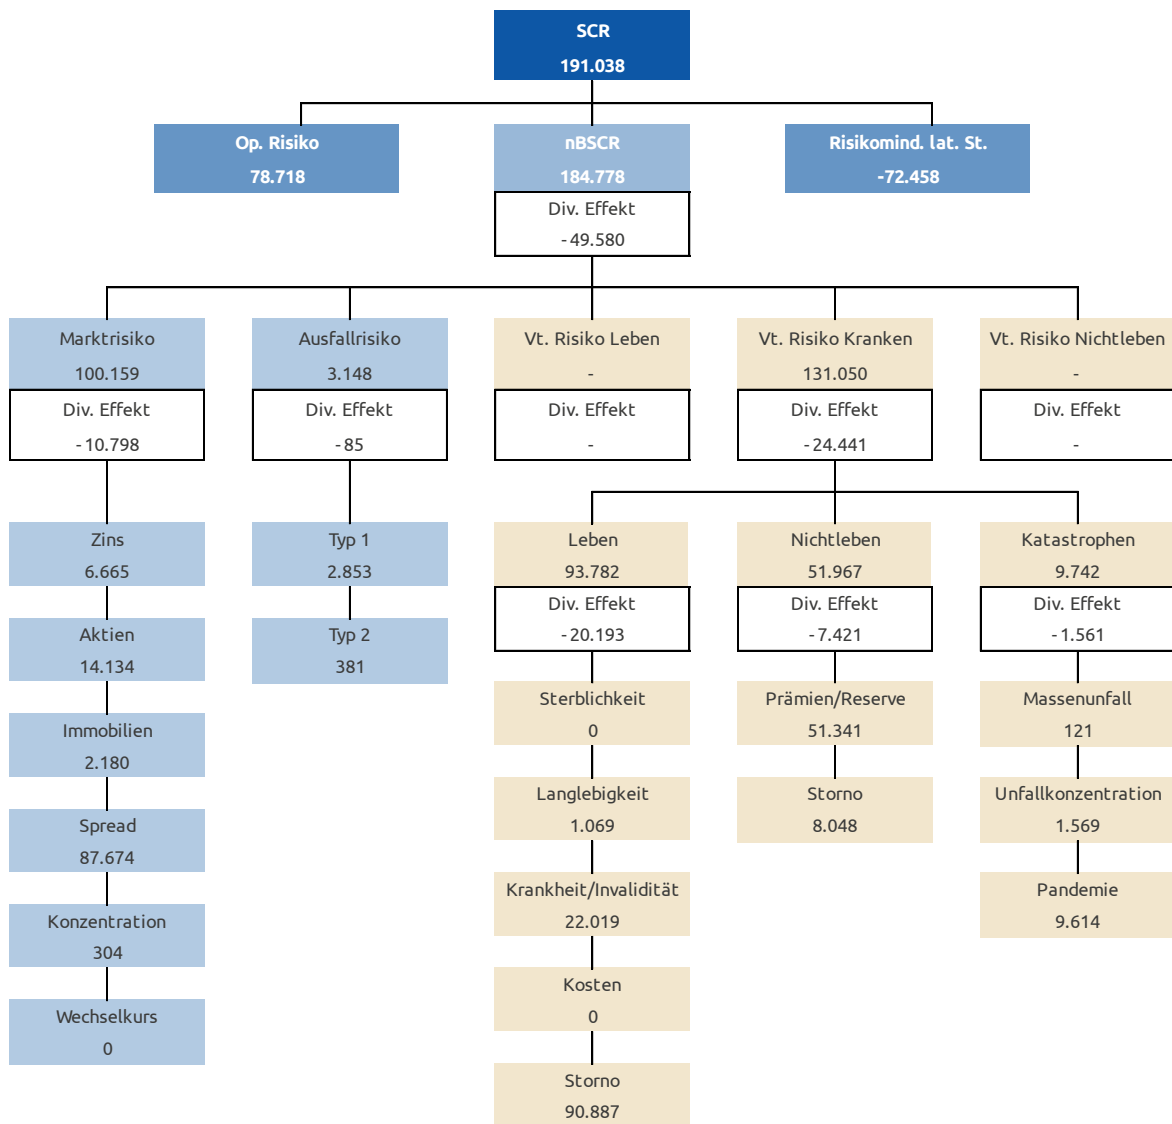 SCR
191.038
Op. Risiko
78.718
nBSCR
184.778
Risikomind. lat. St.
-72.458
Div. Effekt
-49.580
Marktrisiko
100.159
Div. Effekt
-10.798
Ausfallrisiko
3.148
Div. Effekt
-85
Vt. Risiko Leben
-
Div. Effekt
-
Vt. Risiko Kranken
131.050
Div. Effekt
-24.441
Vt. Risiko Nichtleben
-
Div. Effekt
-
Zins
6.665
Aktien
14.134
Immobilien
2.180
Spread
87.674
Konzentration
304
Wechselkurs
0
Typ 1
2.853
Typ 2
381
Leben
93.782
Div. Effekt
-20.193
Sterblichkeit
0
Langlebigkeit
1.069
Krankheit/Invalidität
22.019
Kosten
0
Storno
90.887
Nichtleben
51.967
Div. Effekt
-7.421
Prämien/Reserve
51.341
Storno
8.048
Katastrophen
9.742
Div. Effekt
-1.561
Massenunfall
121
Unfallkonzentration
1.569
Pandemie
9.614